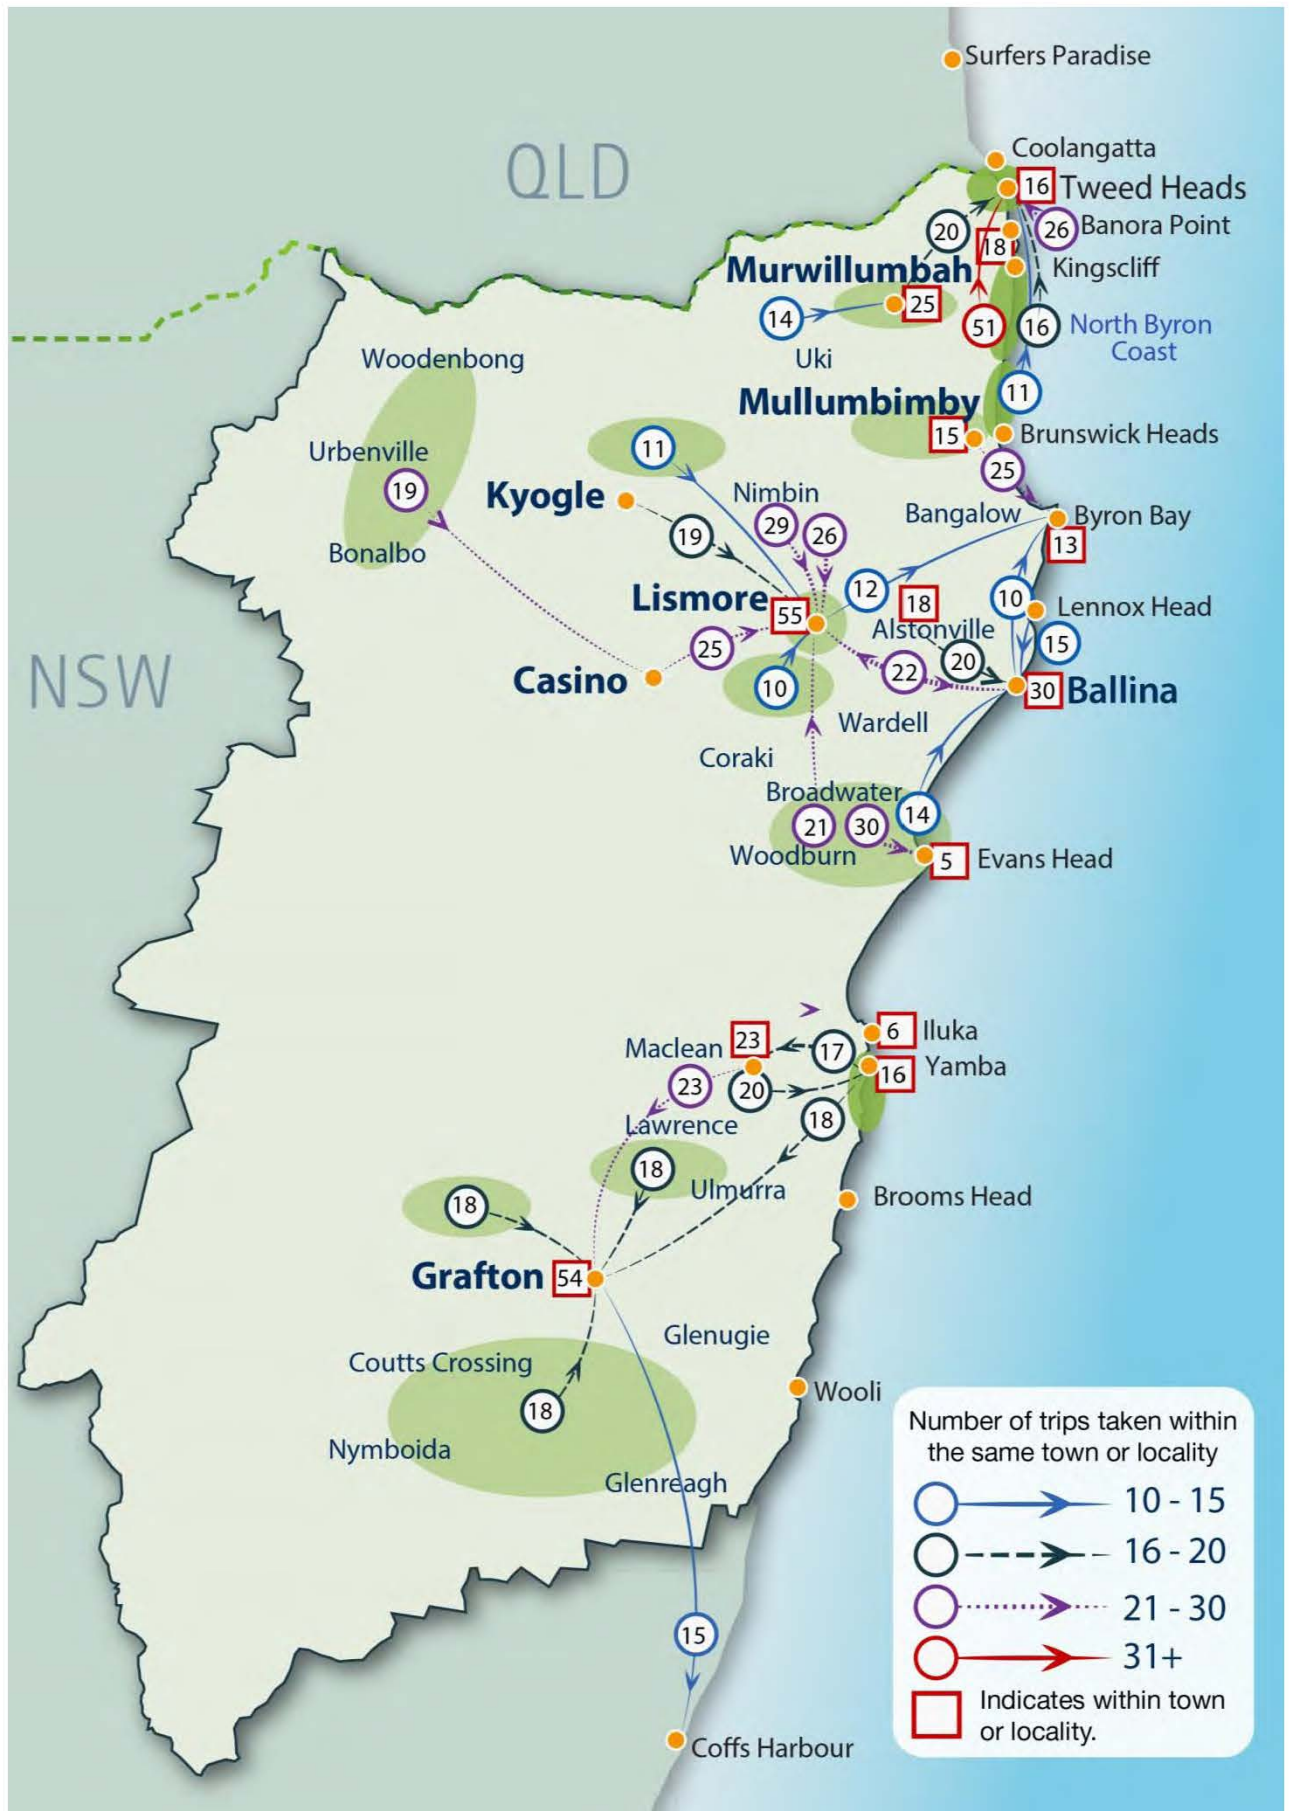 Surfers Paradise
QLD
Coolangatta
16 Tweed Heads
20
26 Banora Point
18
Murwillumbah
Kingscliff
25
14
51
16
North Byron
Coast
Uki
Woodenbong
11
Mullumbimby
15
Brunswick Heads
11
Urbenville
25
19
Kyogle
Nimbin
29
26
Bangalow
Byron Bay
13
19
Bonalbo
12
18
10
Lennox Head
Lismore
55
Alstonville
15
25
20
22
Casino
10
30 Ballina
NSW
Wardell
Coraki
Broadwater
14
21
30
Woodburn
5
Evans Head
6
Iluka
23
Maclean
17
Yamba
16
23
20
18
Lawrence
18
Ulmurra
18
Brooms Head
Grafton
54
Glenugie
Coutts Crossing
Wooli
18
Nymboida
Glenreagh
15
Coffs Harbour
Number of trips taken within
the same town or locality
10 - 15
16 - 20
21 - 30
31+
Indicates within town
or locality.